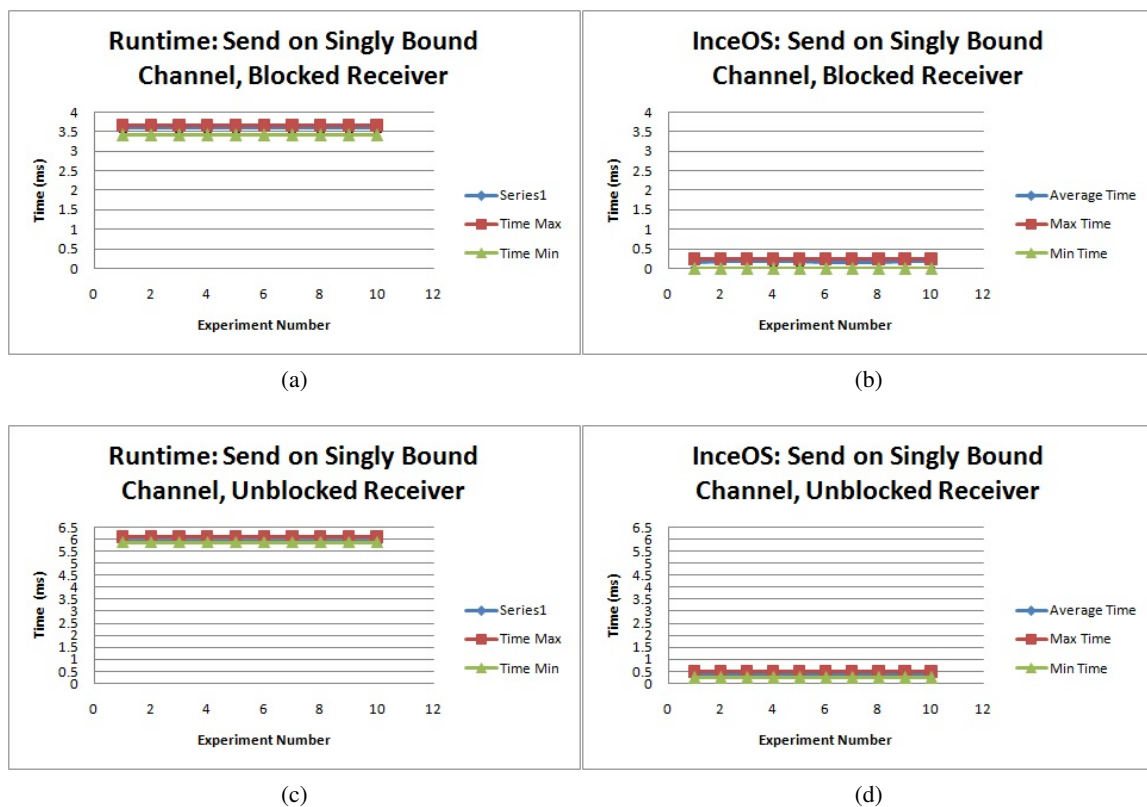 Runtime: Send on Singly Bound
Channel, Blocked Receiver
4
3.5
3
2.5
2
1.5
1
0.5
0
Time (ms)
0 2 4 6 8 10 12
Experiment Number
Series1
Time Max
Time Min
(a)
InceOS: Send on Singly Bound
Channel, Blocked Receiver
4
3.5
3
2.5
2
1.5
1
0.5
0
Time (ms)
0 2 4 6 8 10 12
Experiment Number
Average Time
Max Time
Min Time
(b)
Runtime: Send on Singly Bound
Channel, Unblocked Receiver
6.5
6
5.5
5
4.5
4
3.5
3
2.5
2
1.5
1
0.5
0
Time (ms)
0 2 4 6 8 10 12
Experiment Number
Series1
Time Max
Time Min
(c)
InceOS: Send on Singly Bound
Channel, Unblocked Receiver
6.5
6
5.5
5
4.5
4
3.5
3
2.5
2
1.5
1
0.5
0
Time (ms)
0 2 4 6 8 10 12
Experiment Number
Average Time
Max Time
Min Time
(d)